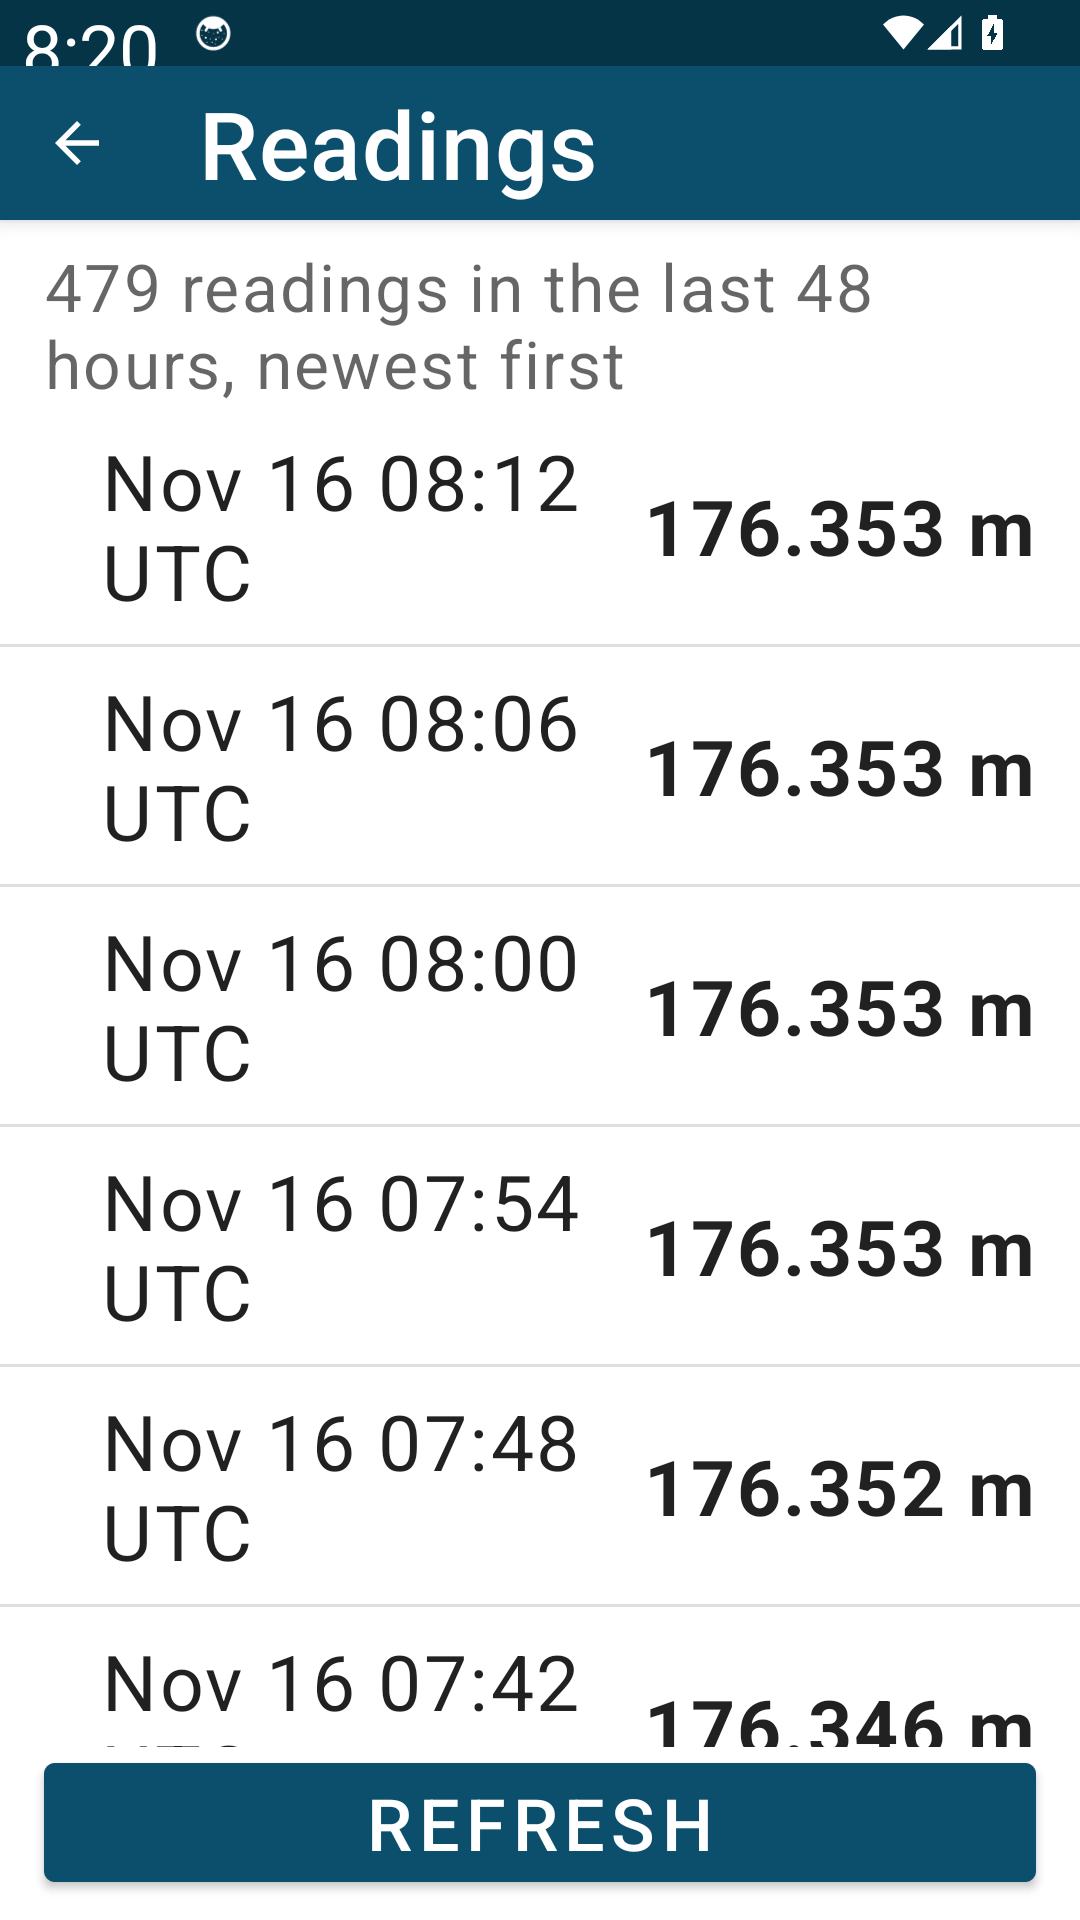 8:20
Readings
479 readings in the last 48
hours, newest first
Nov 16 08:12
UTC
176.353 m
Nov 16 08:06
UTC
176.353 m
Nov 16 08:00
UTC
176.353 m
Nov 16 07:54
UTC
176.353 m
Nov 16 07:48
UTC
176.352 m
Nov 16 07:42
176.346 m
REFRESH